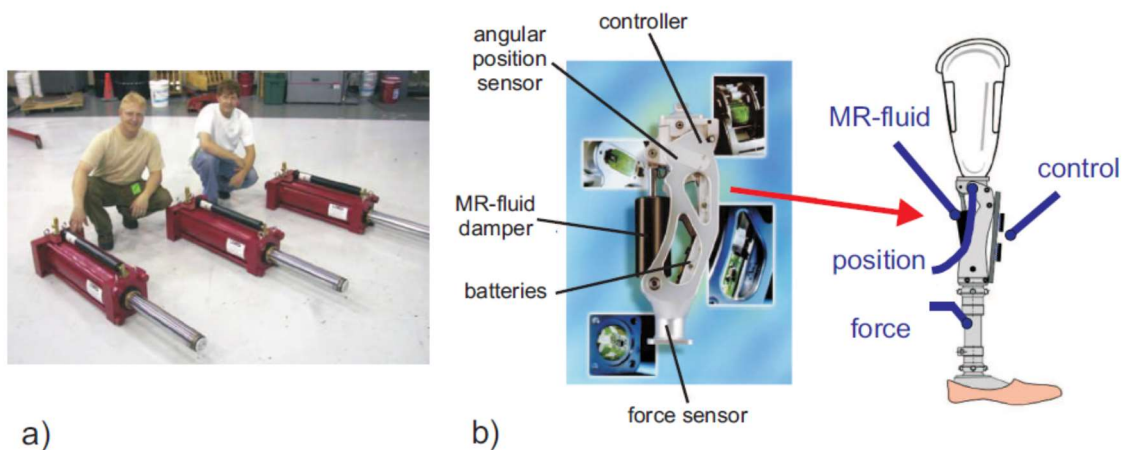 controller
angular
position
sensor
MR-fluid
damper
batteries
force sensor
MR-fluid
control
position
force
a)
b)